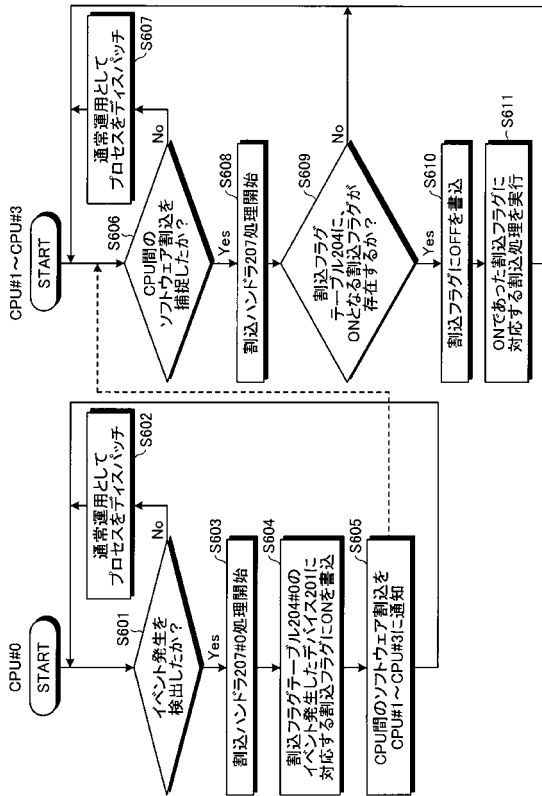 CPU#0
START
S601
イベント発生を
検出したか?
No
S602
通常運用として
プロセスをディスパッチ
Yes
S603
割込ハンドラ207#0処理開始
S604
割込フラグテーブル204#0の
イベント発生したデバイス201に
対応する割込フラグにONを書込
S605
CPU間のソフトウェア割込を
CPU#1～CPU#3に通知
CPU#1～CPU#3
START
S606
CPU間の
ソフトウェア割込を
捕捉したか?
No
S607
通常運用として
プロセスをディスパッチ
Yes
S608
割込ハンドラ207処理開始
S609
割込フラグ
テーブル204に、
ONとなる割込フラグが
存在するか?
No
Yes
S610
割込フラグにOFFを書込
S611
ONであった割込フラグに
対応する割込処理を実行